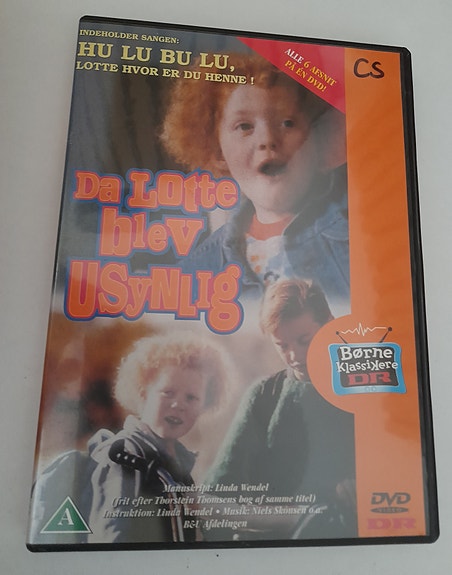 INDEHOLDER SANGEN:
HU LU BU LU,
LOTTE HVOR ER DU HENNE !
ALLE 6 AFSNIT
PÅ ÉN DVD!
CS
Da Lotte
blev
USyNLIG
Børne
Klassikere
DR
Manuskript: Linda Wendel
(frit efter Thorstein Thomsens bog af samme titel)
Instruktion: Linda Wendel • Musik: Niels Skousen o.a.
B&U Afdelingen
A
DVD
VIDEO
DR